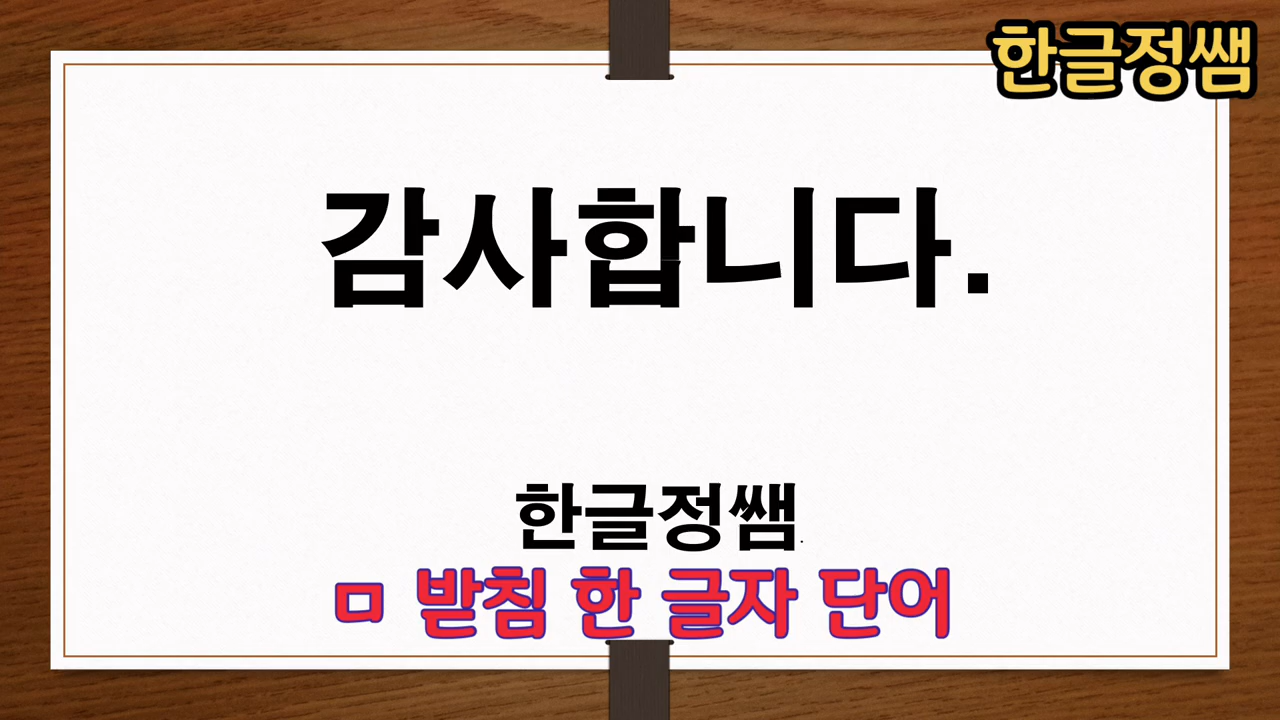 한글정쌤
감사합니다.
한글정쌤.
ㅁ 받침 한 글자 단어